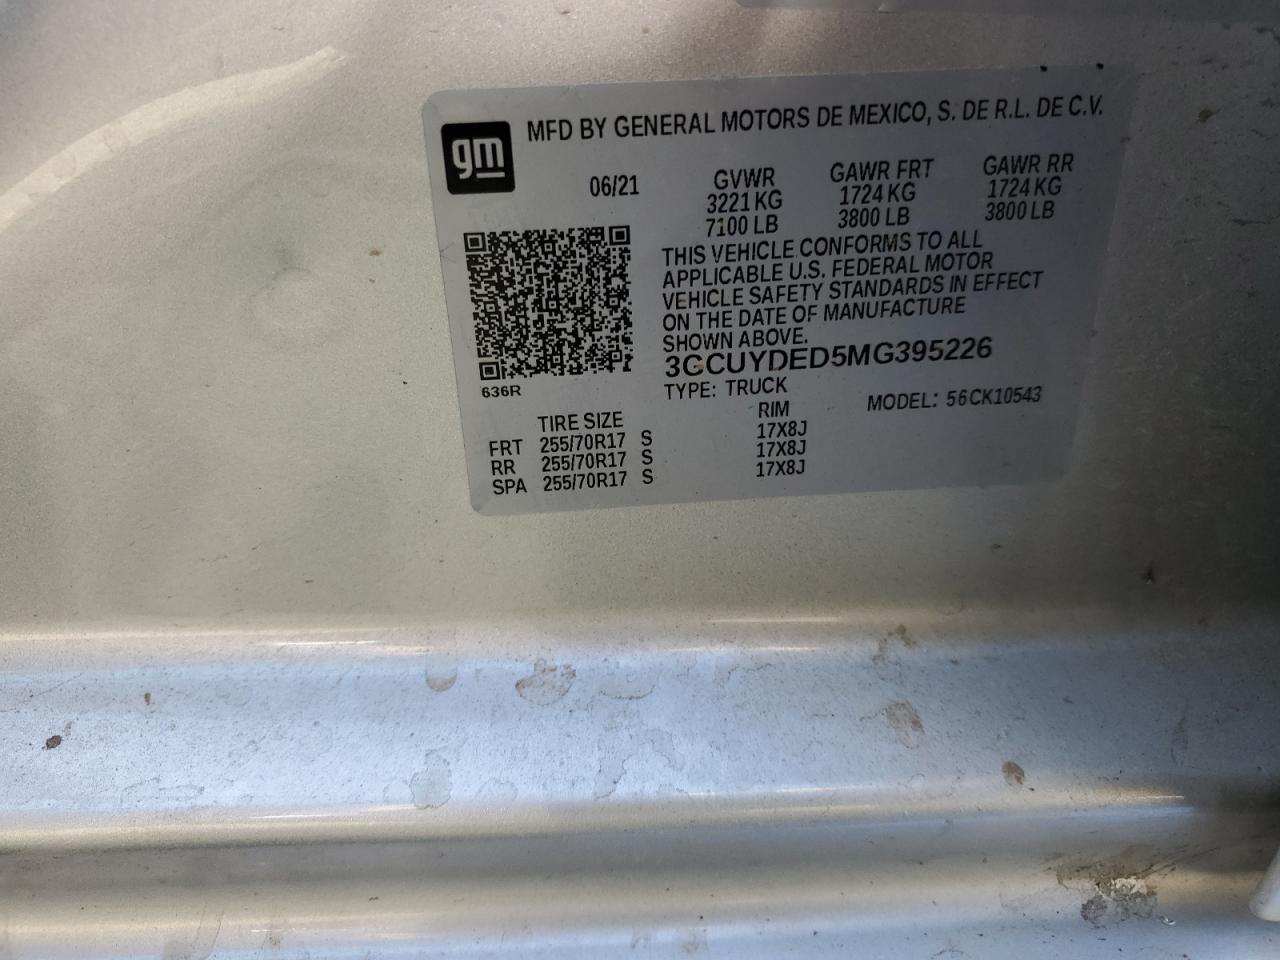 gm
MFD BY GENERAL MOTORS DE MEXICO, S. DE R.L. DE C.V.
06/21
GVWR GAWR FRT GAWR RR
3221 KG 1724 KG 1724 KG
7100 LB 3800 LB 3800 LB
THIS VEHICLE CONFORMS TO ALL
APPLICABLE U.S. FEDERAL MOTOR
VEHICLE SAFETY STANDARDS IN EFFECT
ON THE DATE OF MANUFACTURE
SHOWN ABOVE.
3GCUYDED5MG395226
636R
TYPE: TRUCK MODEL: 56CK10543
TIRE SIZE RIM
FRT 255/70R17 S 17X8J
RR 255/70R17 S 17X8J
SPA 255/70R17 S 17X8J